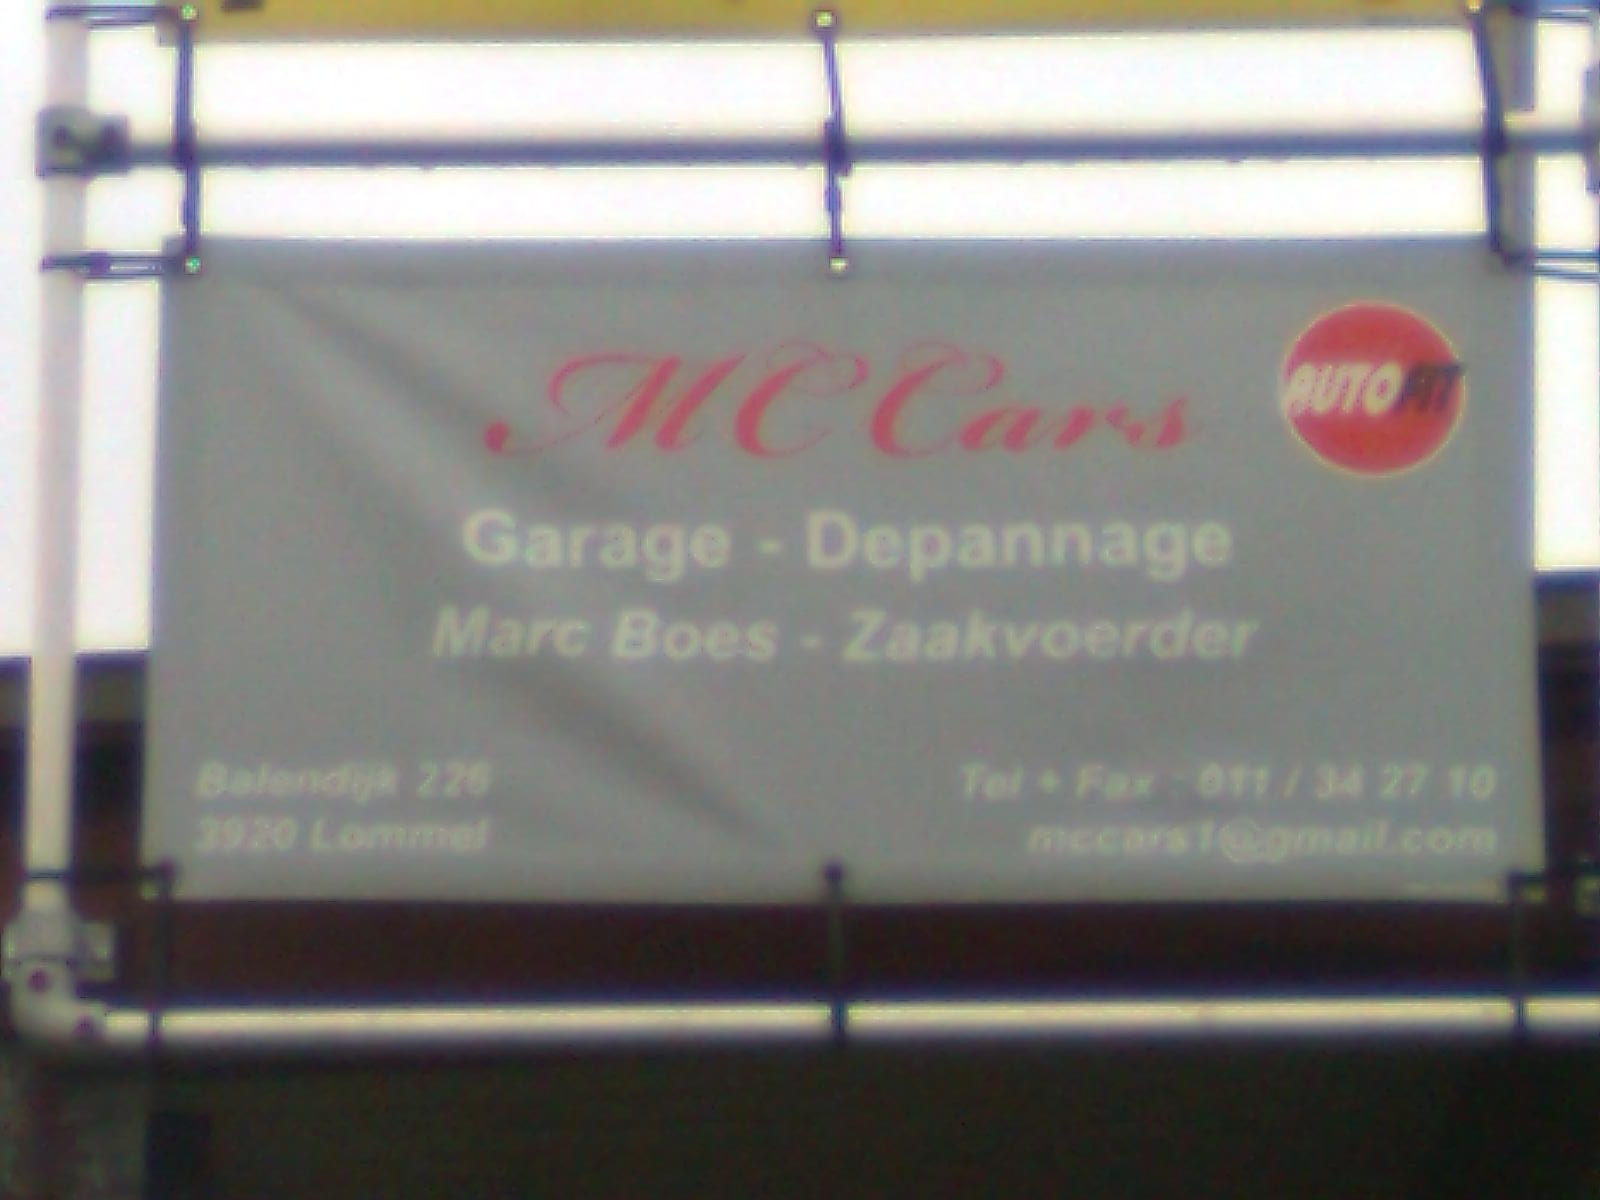 MC Cars
AUTOFIT
Garage - Depannage
Marc Boes - Zaakvoerder
Balendijk 226
3920 Lommel
Tel + Fax : 011 / 34 27 10
mccars1@gmail.com